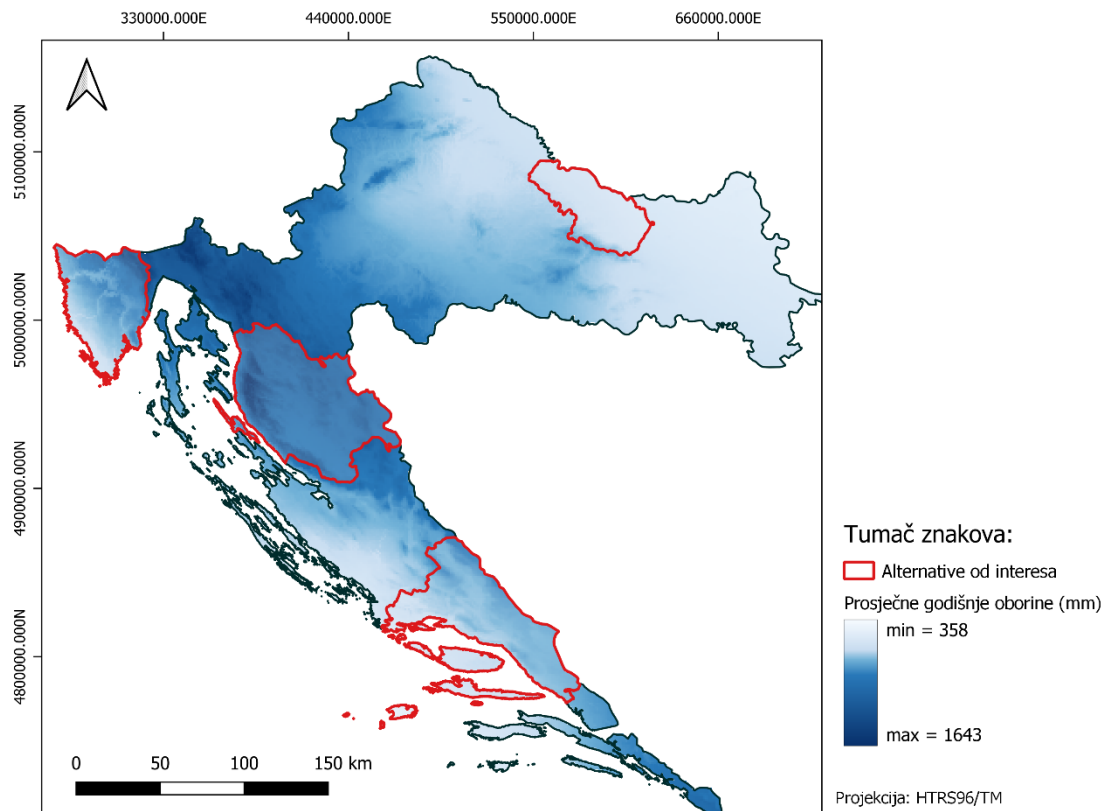 330000.000E 440000.000E 550000.000E 660000.000E
5100000.000N
5000000.000N
4900000.000N
4800000.000N
0 50 100 150 km
Tumač znakova:
Alternative od interesa
Prosječne godišnje oborine (mm)
min = 358
max = 1643
Projekcija: HTRS96/TM